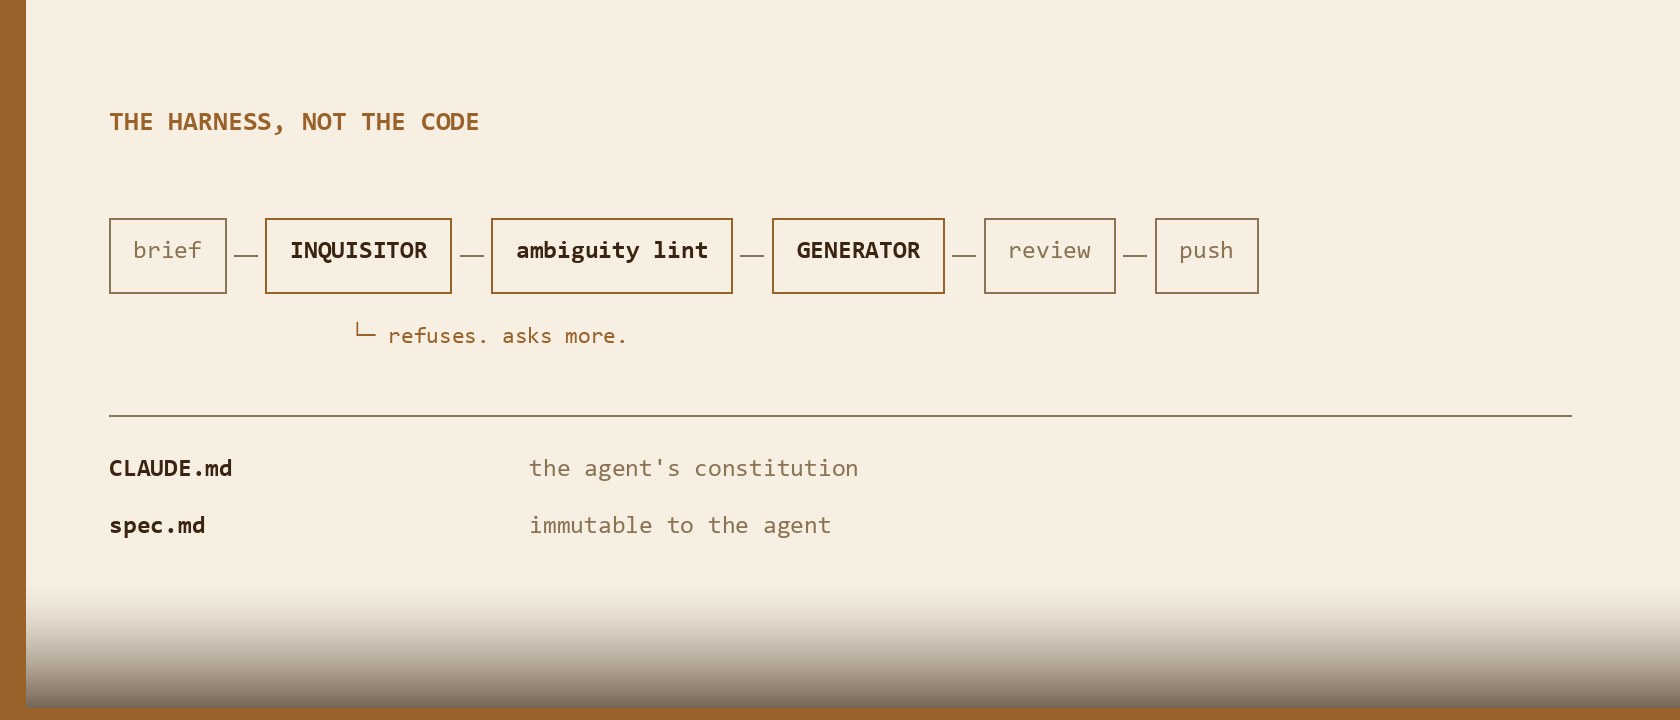 THE HARNESS, NOT THE CODE
brief — INQUISITOR — ambiguity lint — GENERATOR — review — push
└─ refuses. asks more.
CLAUDE.md the agent's constitution
spec.md immutable to the agent